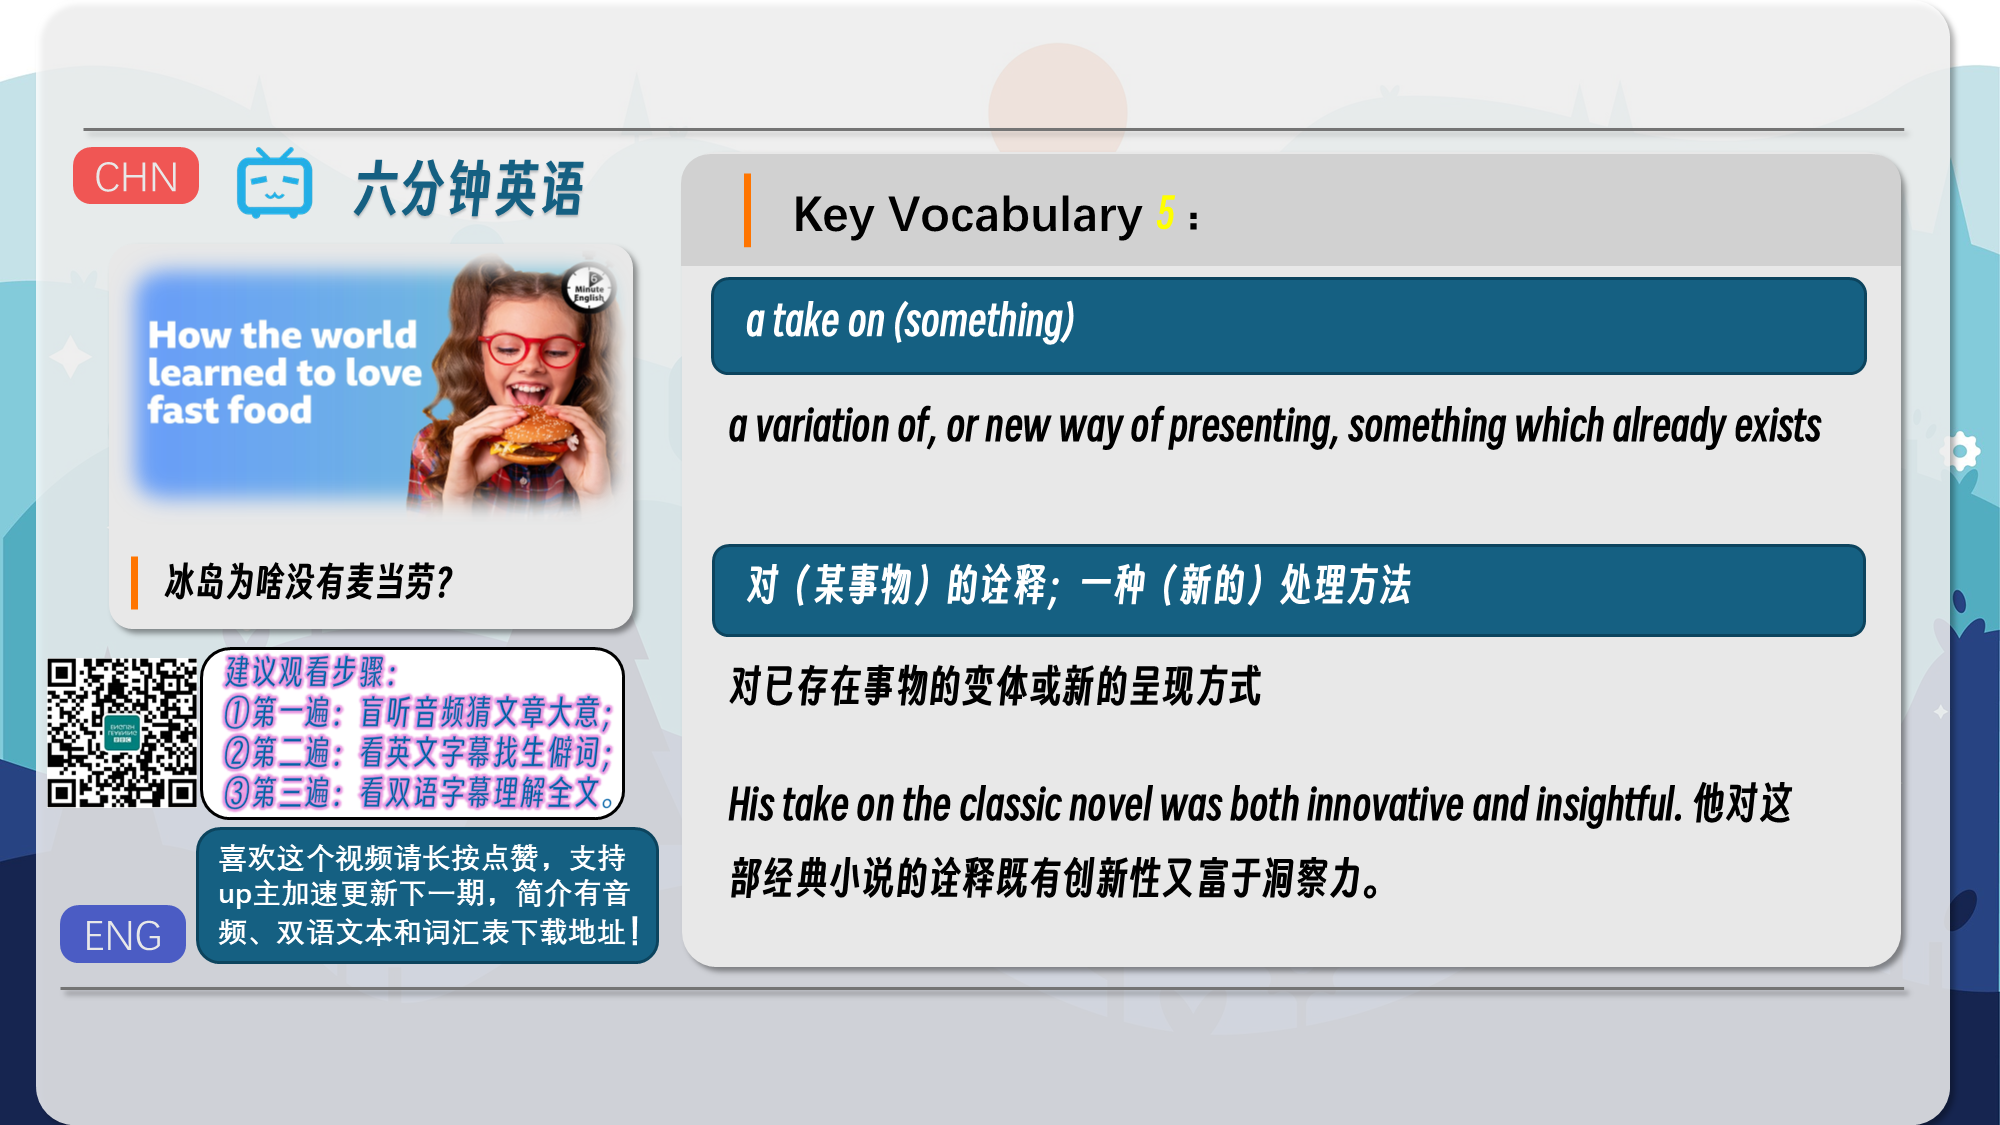 CHN
六分钟英语
How the world
learned to love
fast food
6
Minute
English
冰岛为啥没有麦当劳?
建议观看步骤:
①第一遍：盲听音频猜文章大意;
②第二遍：看英文字幕找生僻词;
③第三遍：看双语字幕理解全文。
喜欢这个视频请长按点赞，支持
up主加速更新下一期，简介有音
频、双语文本和词汇表下载地址！
ENG
Key Vocabulary 5：
a take on (something)
a variation of, or new way of presenting, something which already exists
对（某事物）的诠释；一种（新的）处理方法
对已存在事物的变体或新的呈现方式
His take on the classic novel was both innovative and insightful. 他对这
部经典小说的诠释既有创新性又富于洞察力。